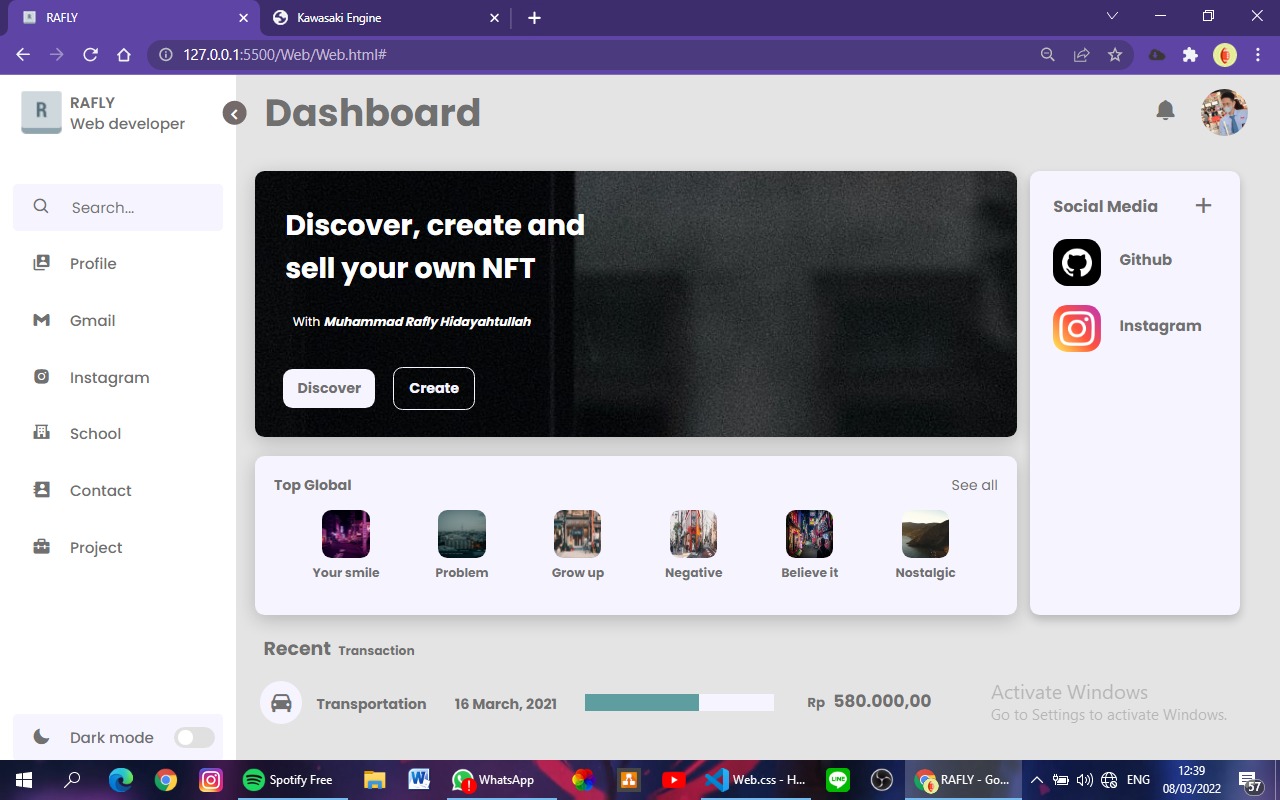 RAFLY
Kawasaki Engine
127.0.0.1:5500/Web/Web.html#
R
RAFLY
Web developer
Dashboard
Search...
Profile
Gmail
Instagram
School
Contact
Project
Dark mode
Discover, create and
sell your own NFT
With Muhammad Rafly Hidayahtullah
Discover
Create
Social Media
Github
Instagram
Top Global
See all
Your smile
Problem
Grow up
Negative
Believe it
Nostalgic
Recent Transaction
Transportation
16 March, 2021
Rp 580.000,00
Activate Windows
Go to Settings to activate Windows.
Spotify Free
WhatsApp
Web.css - H...
RAFLY - Go...
ENG
12:39
08/03/2022
57